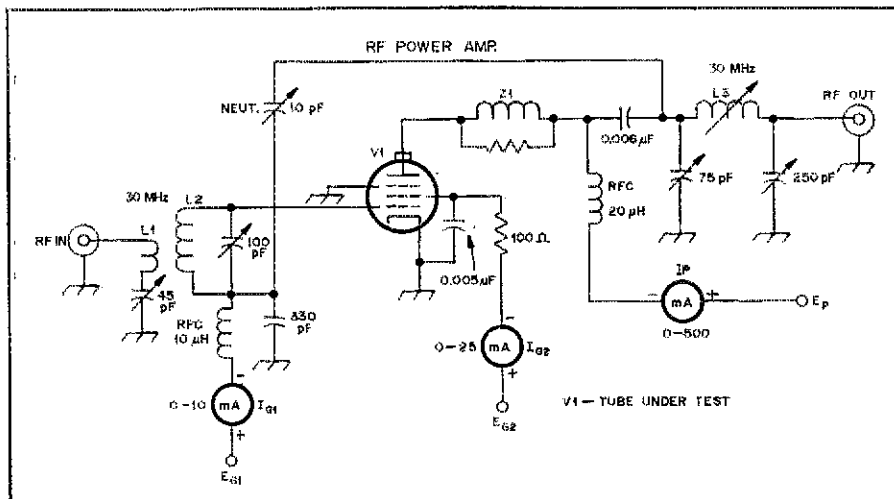 RF POWER AMP.
30 MHz
L3
RF OUT
Z1
NEUT.
10 pF
0.006 µF
V1
75 pF
250 pF
30 MHz
L2
RFC
20 µH
RF IN
L1
100 pF
100 Ω
0.005 µF
45 pF
IP
- mA +
EP
0-500
RFC
10 µH
330 pF
-
0-25 mA IG2
+
-
0-10 mA IG1
+
V1 — TUBE UNDER TEST
EG2
EG1